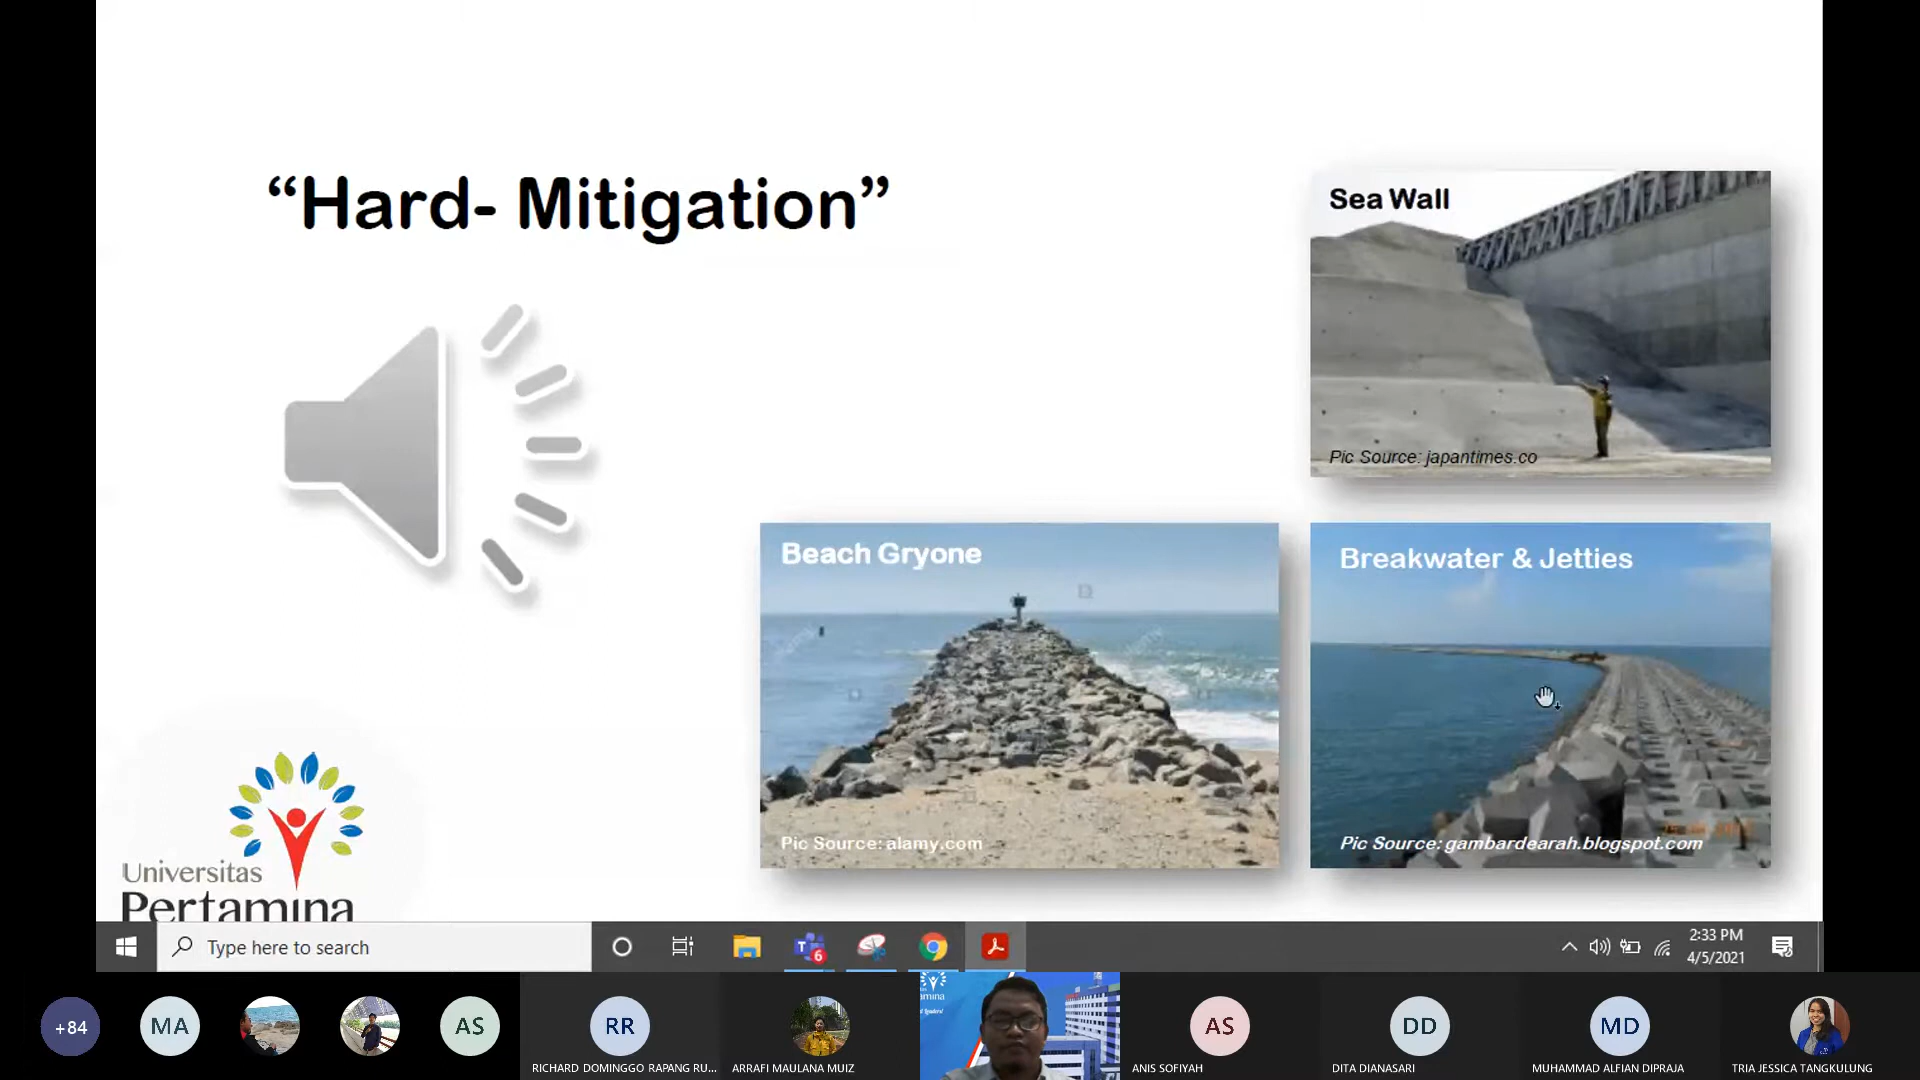 “Hard- Mitigation”
Sea Wall
Pic Source: japantimes.co
Beach Gryone
Pic Source: alamy.com
Breakwater & Jetties
Pic Source: gambardearah.blogspot.com
Universitas
Pertamina
Type here to search
6
2:33 PM
4/5/2021
+84
MA
AS
RR
RICHARD DOMINGGO RAPANG RU...
ARRAFI MAULANA MUIZ
AS
ANIS SOFIYAH
DD
DITA DIANASARI
MD
MUHAMMAD ALFIAN DIPRAJA
TRIA JESSICA TANGKULUNG